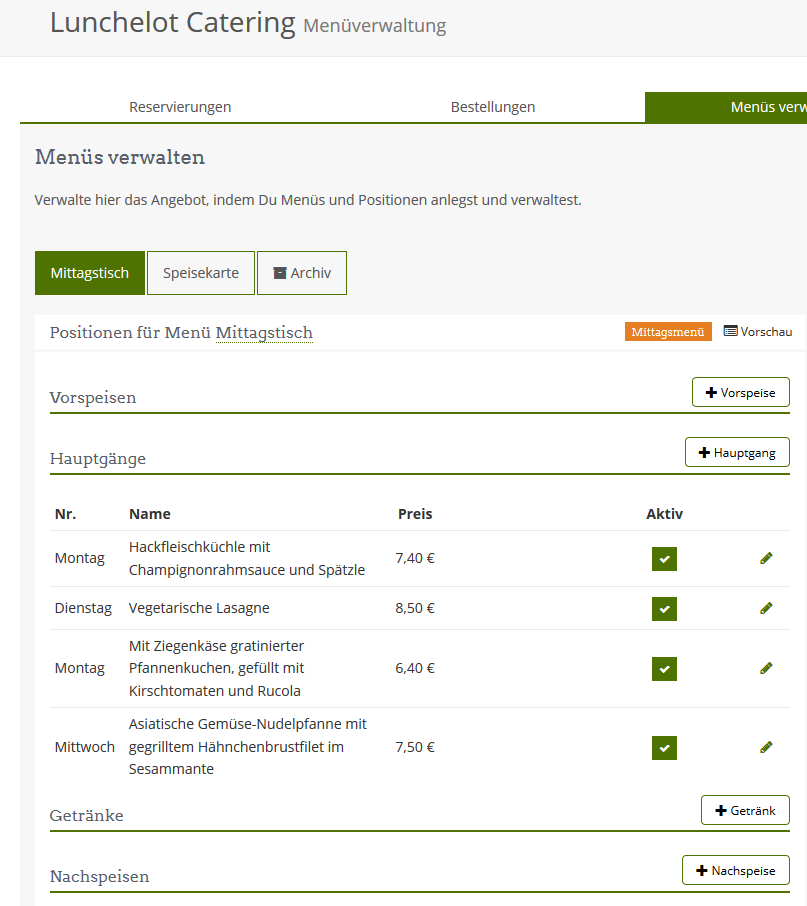 Lunchelot Catering Menüverwaltung
Reservierungen Bestellungen Menüs verw
Menüs verwalten
Verwalte hier das Angebot, indem Du Menüs und Positionen anlegst und verwaltest.
Mittagstisch Speisekarte Archiv
Positionen für Menü Mittagstisch Mittagsmenü Vorschau
Vorspeisen Vorspeise
Hauptgänge Hauptgang
Nr. Name Preis Aktiv
Montag Hackfleischküchle mit
Champignonrahmsauce und Spätzle 7,40 €
Dienstag Vegetarische Lasagne 8,50 €
Montag Mit Ziegenkäse gratinierter
Pfannenkuchen, gefüllt mit 6,40 €
Kirschtomaten und Rucola
Mittwoch Asiatische Gemüse-Nudelpfanne mit
gegrilltem Hähnchenbrustfilet im 7,50 €
Sesammante
Getränke Getränk
Nachspeisen Nachspeise